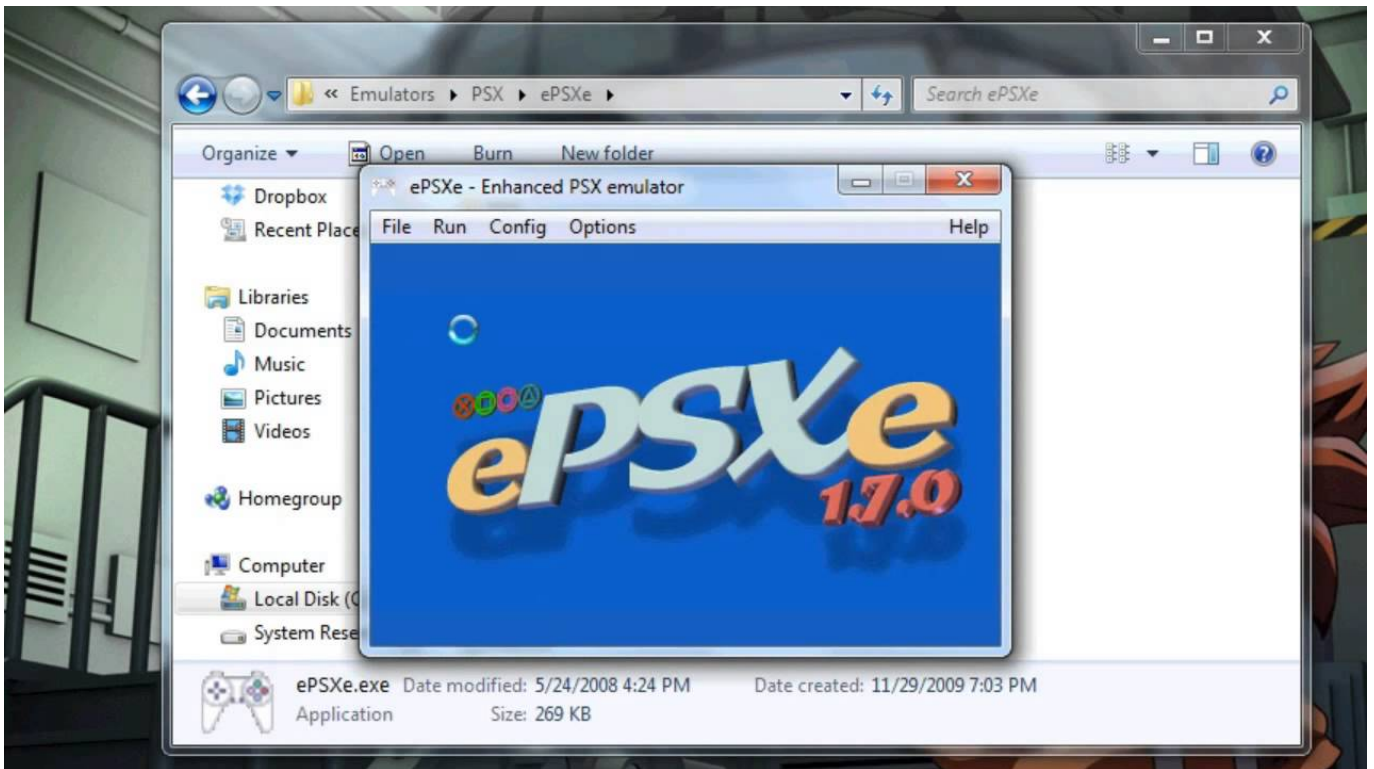 « Emulators ▸ PSX ▸ ePSXe ▸
Search ePSXe
Organize
Open
Burn
New folder
Dropbox
Recent Place
Libraries
Documents
Music
Pictures
Videos
Homegroup
Computer
Local Disk (C
System Rese
ePSXe - Enhanced PSX emulator
File Run Config Options Help
ePSXe
1.7.0
ePSXe.exe Date modified: 5/24/2008 4:24 PM Date created: 11/29/2009 7:03 PM
Application Size: 269 KB